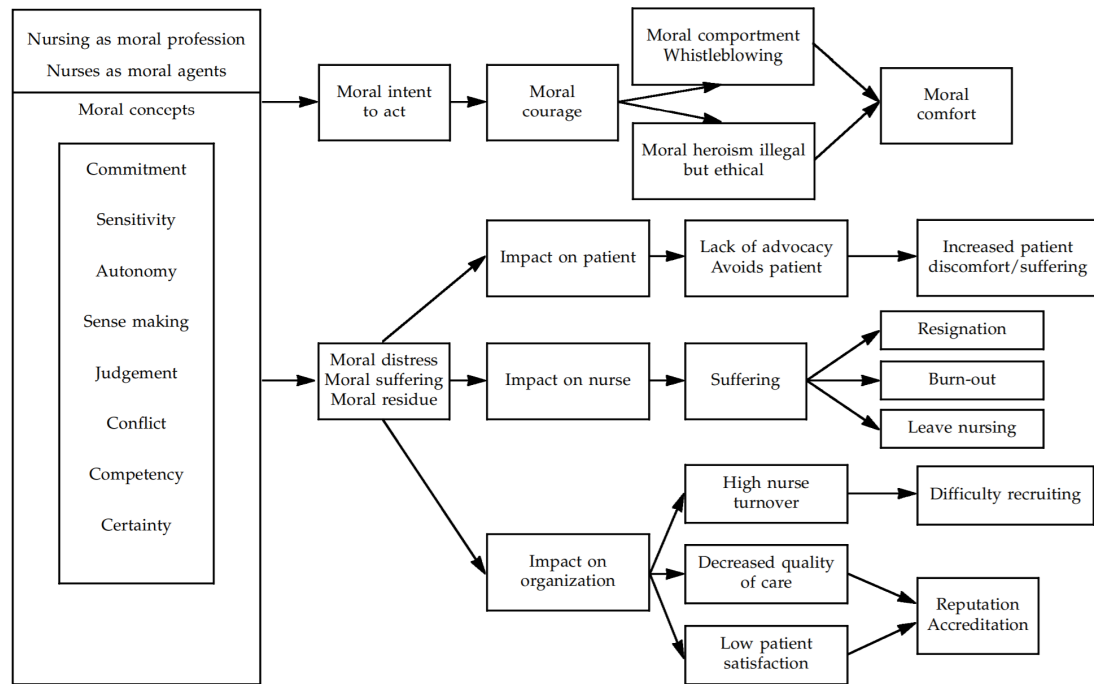 Nursing as moral profession
Nurses as moral agents
Moral concepts
Commitment
Sensitivity
Autonomy
Sense making
Judgement
Conflict
Competency
Certainty
Moral intent
to act
Moral
courage
Moral comportment
Whistleblowing
Moral heroism illegal
but ethical
Moral
comfort
Moral distress
Moral suffering
Moral residue
Impact on patient
Lack of advocacy
Avoids patient
Increased patient
discomfort/suffering
Impact on nurse
Suffering
Resignation
Burn-out
Leave nursing
Impact on
organization
High nurse
turnover
Difficulty recruiting
Decreased quality
of care
Low patient
satisfaction
Reputation
Accreditation